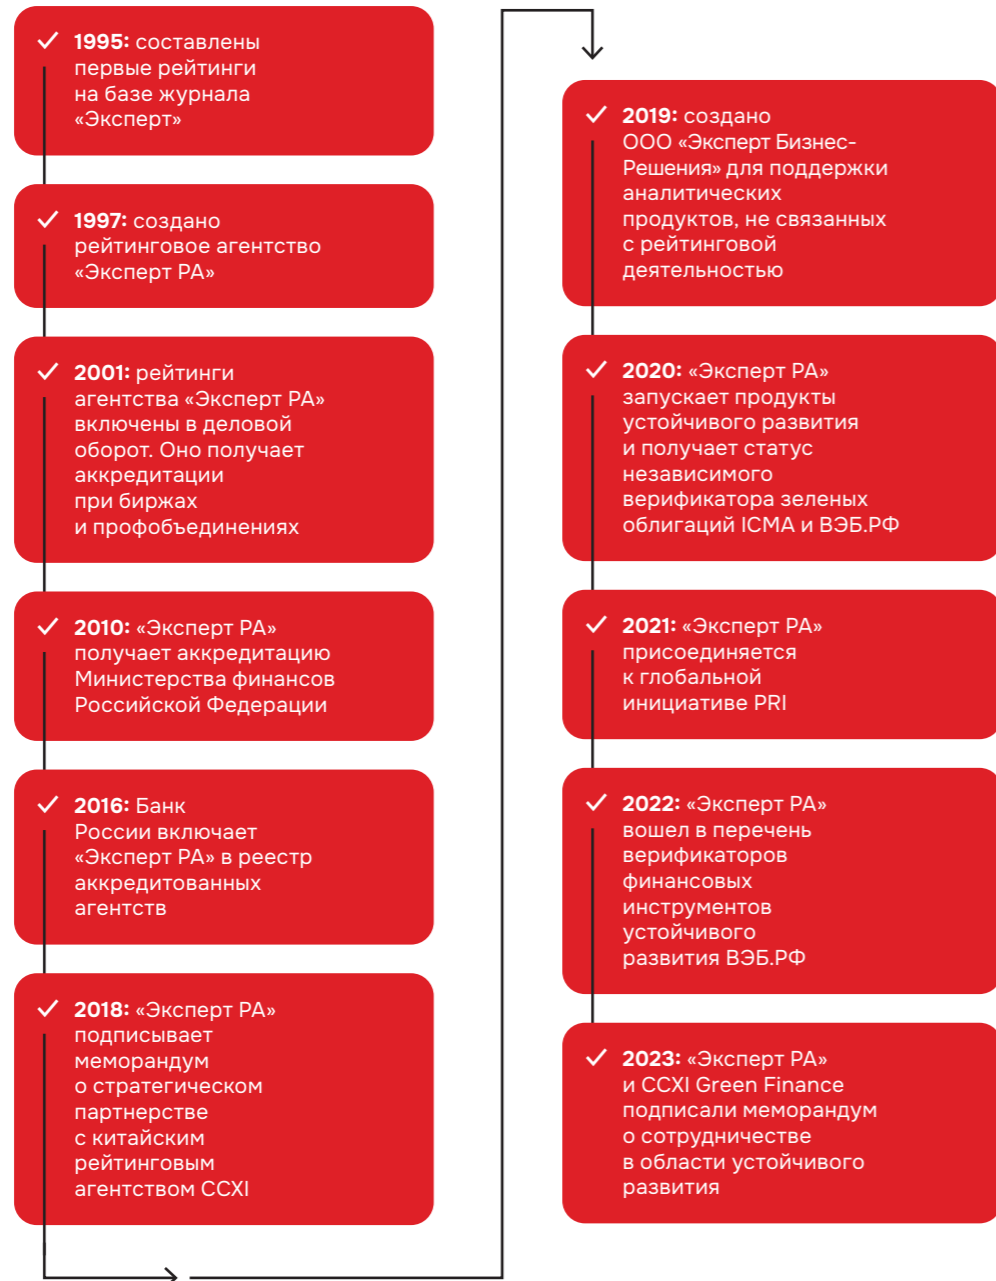 1995: составлены
первые рейтинги
на базе журнала
«Эксперт»
1997: создано
рейтинговое агентство
«Эксперт РА»
2001: рейтинги
агентства «Эксперт РА»
включены в деловой
оборот. Оно получает
аккредитации
при биржах
и профобъединениях
2010: «Эксперт РА»
получает аккредитацию
Министерства финансов
Российской Федерации
2016: Банк
России включает
«Эксперт РА» в реестр
аккредитованных
агентств
2018: «Эксперт РА»
подписывает
меморандум
о стратегическом
партнерстве
с китайским
рейтинговым
агентством CCXI
2019: создано
ООО «Эксперт Бизнес-
Решения» для поддержки
аналитических
продуктов, не связанных
с рейтинговой
деятельностью
2020: «Эксперт РА»
запускает продукты
устойчивого развития
и получает статус
независимого
верификатора зеленых
облигаций ICMA и ВЭБ.РФ
2021: «Эксперт РА»
присоединяется
к глобальной
инициативе PRI
2022: «Эксперт РА»
вошел в перечень
верификаторов
финансовых
инструментов
устойчивого
развития ВЭБ.РФ
2023: «Эксперт РА»
и CCXI Green Finance
подписали меморандум
о сотрудничестве
в области устойчивого
развития